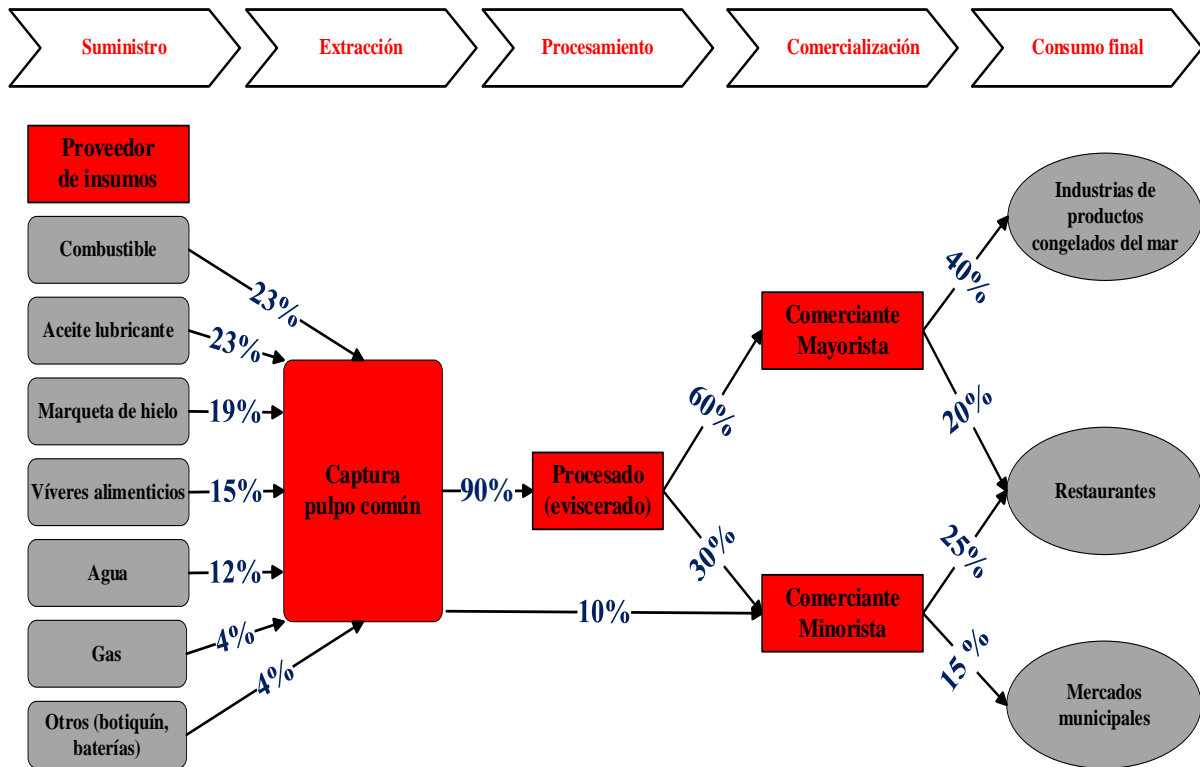 Suministro
Extracción
Procesamiento
Comercialización
Consumo final
Proveedor
de insumos
Combustible
Aceite lubricante
Marqueta de hielo
Víveres alimenticios
Agua
Gas
Otros (botiquín,
baterías)
23%
23%
19%
15%
12%
4%
4%
Captura
pulpo común
90%
10%
Procesado
(eviscerado)
60%
30%
Comerciante
Mayorista
Comerciante
Minorista
40%
20%
25%
15 %
Industrias de
productos
congelados del mar
Restaurantes
Mercados
municipales